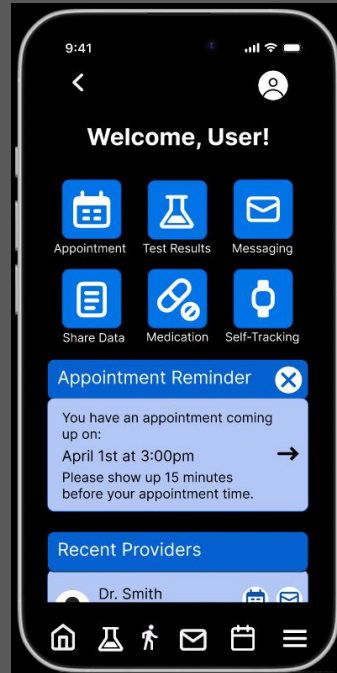 9:41
Welcome, User!
Appointment Test Results Messaging
Share Data Medication Self-Tracking
Appointment Reminder
You have an appointment coming
up on:
April 1st at 3:00pm
Please show up 15 minutes
before your appointment time.
Recent Providers
Dr. Smith